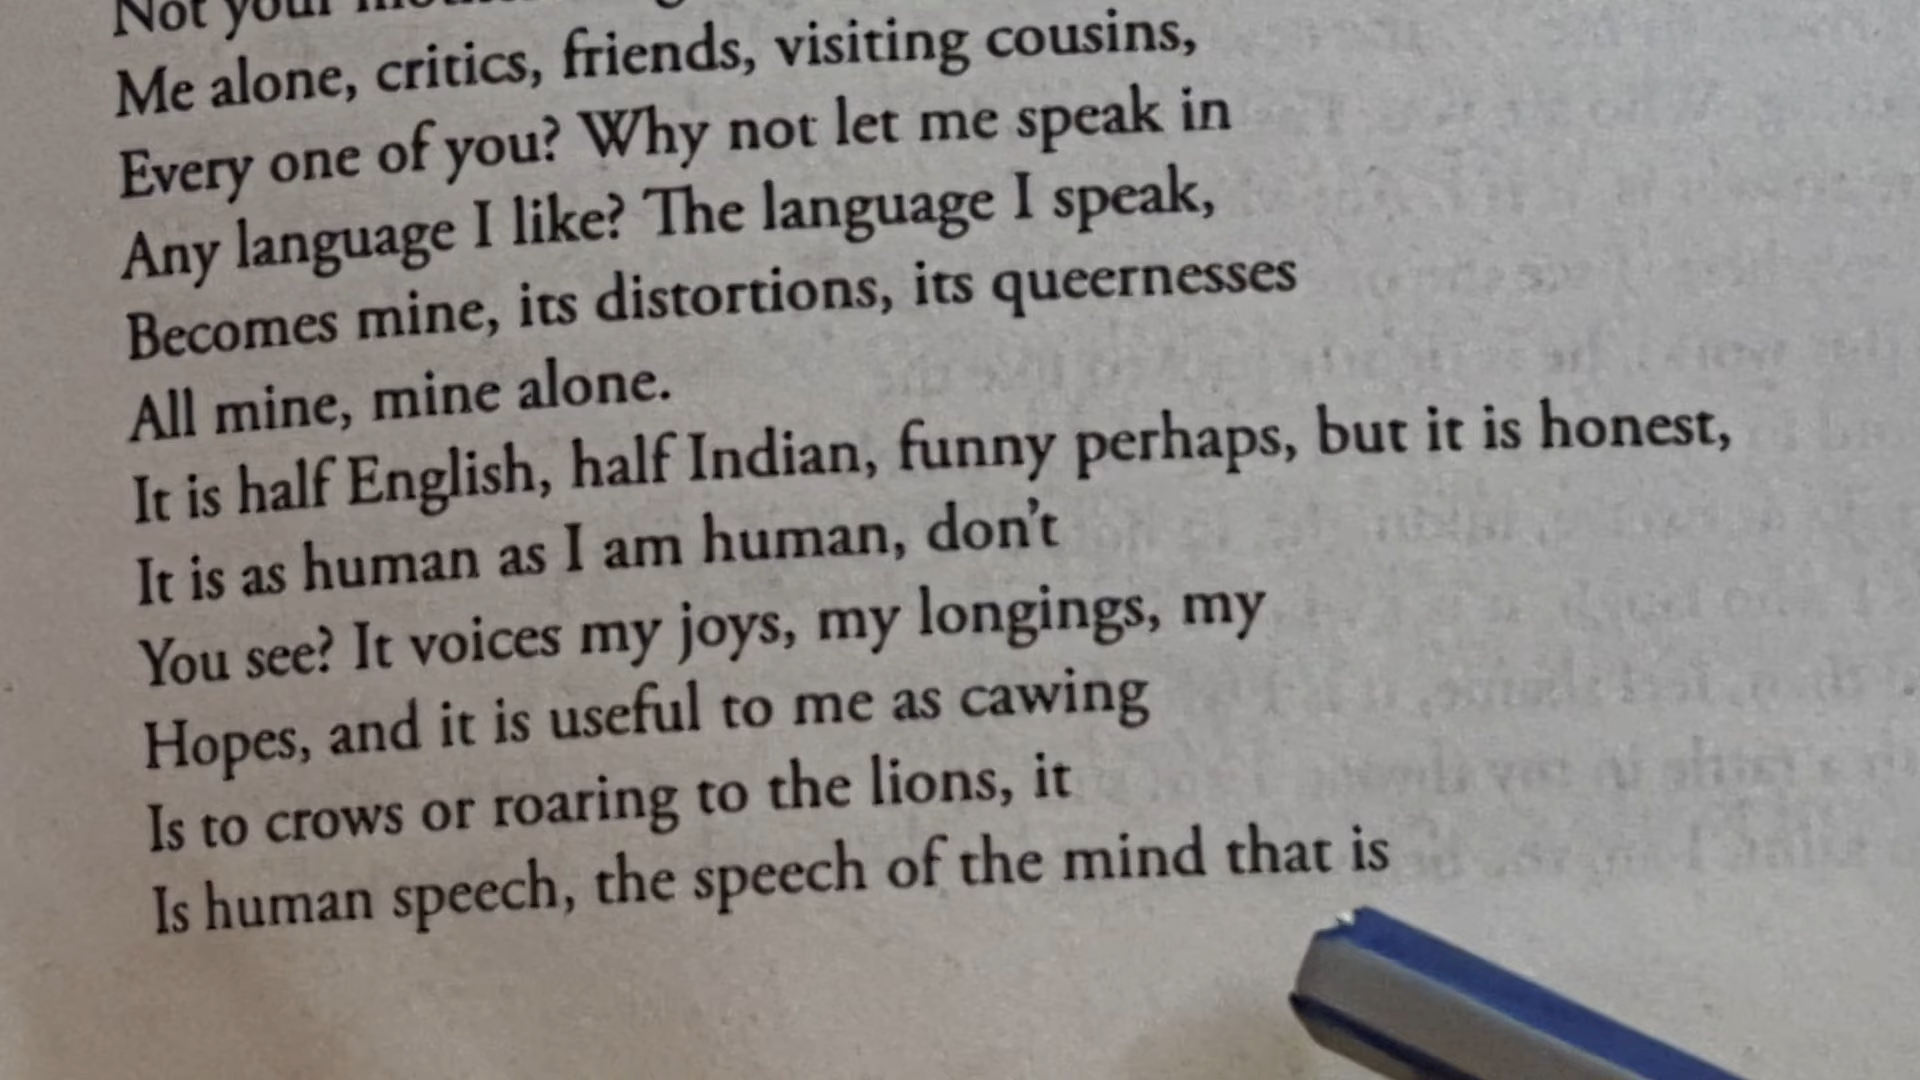 Not your
Me alone, critics, friends, visiting cousins,
Every one of you? Why not let me speak in
Any language I like? The language I speak,
Becomes mine, its distortions, its queernesses
All mine, mine alone.
It is half English, half Indian, funny perhaps, but it is honest,
It is as human as I am human, don't
You see? It voices my joys, my longings, my
Hopes, and it is useful to me as cawing
Is to crows or roaring to the lions, it
Is human speech, the speech of the mind that is